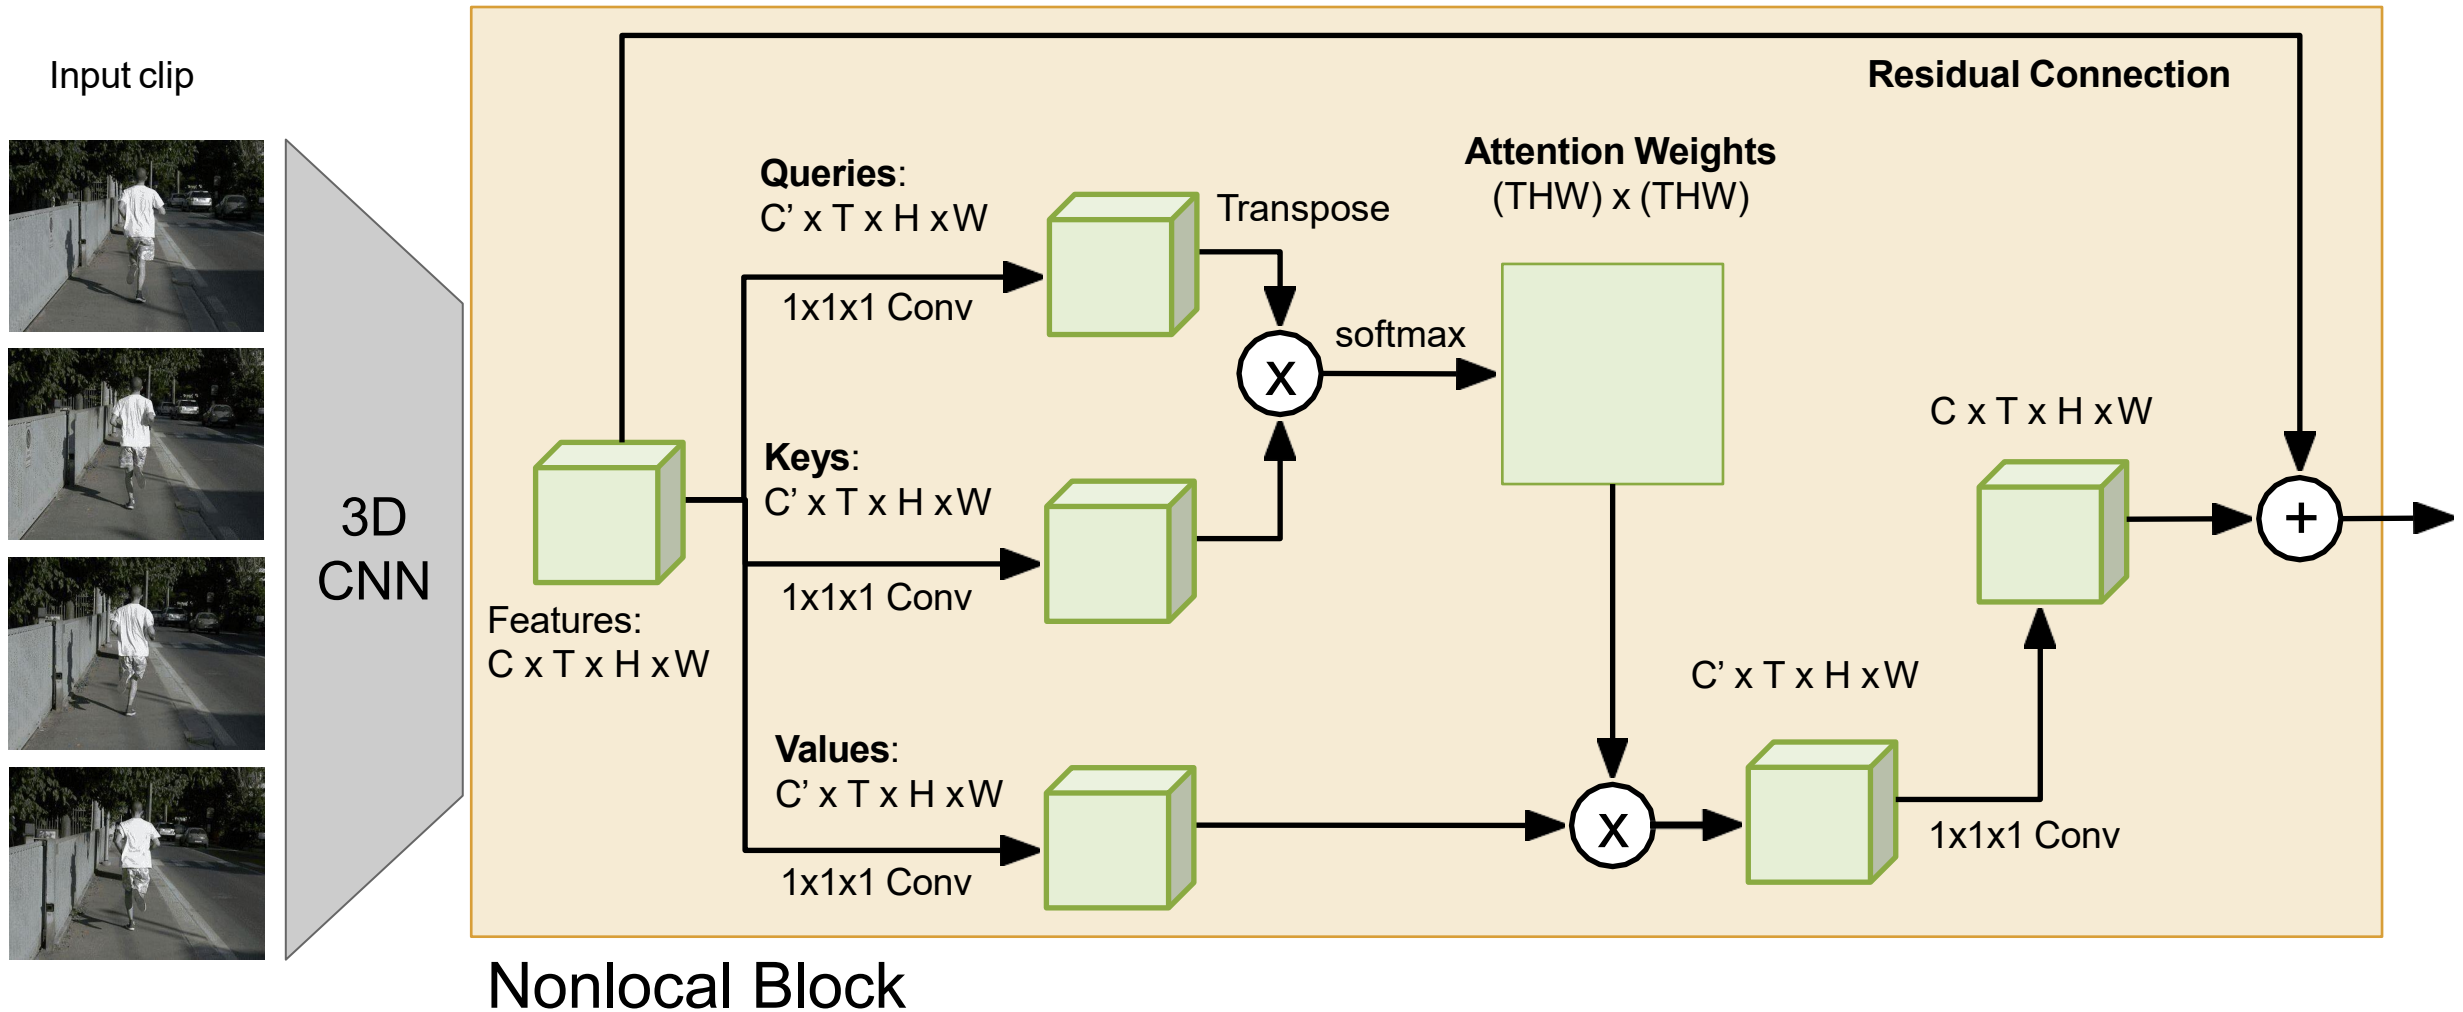 Input clip
3D
CNN
Features:
C x T x H x W
Queries:
C’ x T x H x W
1x1x1 Conv
Keys:
C’ x T x H x W
1x1x1 Conv
Values:
C’ x T x H x W
1x1x1 Conv
Transpose
x
softmax
Attention Weights
(THW) x (THW)
x
C’ x T x H x W
1x1x1 Conv
C x T x H x W
Residual Connection
+
Nonlocal Block